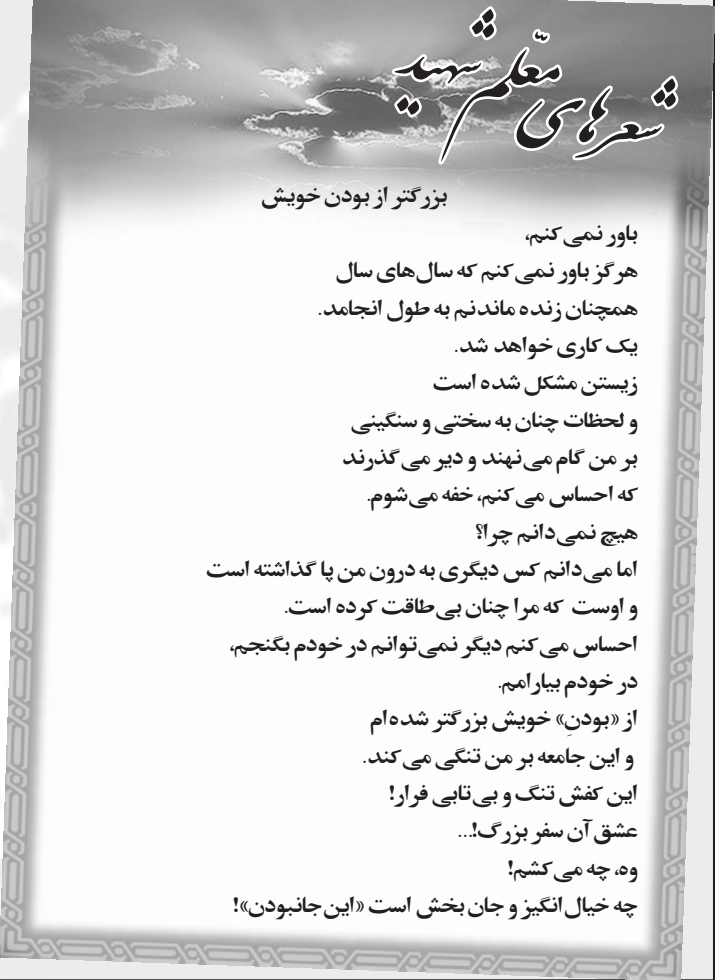 شعرهای معلّم شهید
بزرگتر از بودن خویش
باور نمی‌کنم،
هرگز باور نمی‌کنم که سال‌های سال
همچنان زنده ماندنم به طول انجامد.
یک کاری خواهد شد.
زیستن مشکل شده است
و لحظات چنان به سختی و سنگینی
بر من گام می‌نهند و دیر می‌گذرند
که احساس می‌کنم، خفه می‌شوم.
هیچ نمی‌دانم چرا؟
اما می‌دانم کس دیگری به درون من پا گذاشته است
و اوست که مرا چنان بی‌طاقت کرده است.
احساس می‌کنم دیگر نمی‌توانم در خودم بگنجم،
در خودم بیارامم.
از «بودنِ» خویش بزرگتر شده‌ام
و این جامعه بر من تنگی می‌کند.
این کفش تنگ و بی‌تابی فرار!
عشق آن سفر بزرگ!...
وه، چه می‌کشم!
چه خیال‌انگیز و جان‌بخش است «این‌جانبودن»!